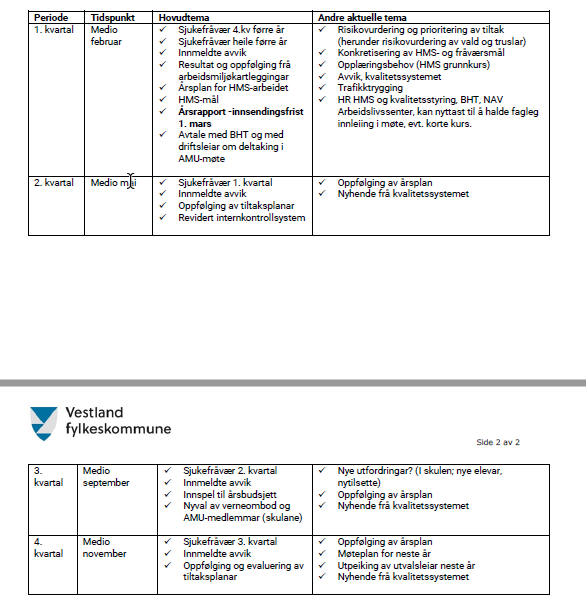 Periode Tidspunkt Hovudtema Andre aktuelle tema
1. kvartal
Medio
februar
✓ Sjukefråvær 4.kv førre år
✓ Sjukefråvær heile førre år
✓ Innmeldte avvik
✓ Resultat og oppfølging frå
arbeidsmiljøkartleggingar
✓ Årsplan for HMS-arbeidet
✓ HMS-mål
✓ Årsrapport -innsendingsfrist
1. mars
✓ Avtale med BHT og med
driftsleiar om deltaking i
AMU-møte
✓ Risikovurdering og prioritering av tiltak
(herunder risikovurdering av vald og truslar)
✓ Konkretisering av HMS- og fråværsmål
✓ Opplæringsbehov (HMS grunnkurs)
✓ Avvik, kvalitetssystemet
✓ Trafikktrygging
✓ HR HMS og kvalitetsstyring, BHT, NAV
Arbeidslivssenter, kan nyttast til å halde fagleg
innleiing i møte, evt. korte kurs.
2. kvartal
Medio mai
✓ Sjukefråvær 1. kvartal
✓ Innmeldte avvik
✓ Oppfølging av tiltaksplanar
✓ Revidert internkontrollsystem
✓ Oppfølging av årsplan
✓ Nyhende frå kvalitetssystemet
Vestland
fylkeskommune
Side 2 av 2
3.
kvartal
Medio
september
✓ Sjukefråvær 2. kvartal
✓ Innmeldte avvik
✓ Innspel til årsbudsjett
✓ Nyval av verneombod og
AMU-medlemmar (skulane)
✓ Nye utfordringar? (I skulen; nye elevar,
nytilsette)
✓ Oppfølging av årsplan
✓ Nyhende frå kvalitetssystemet
4.
kvartal
Medio
november
✓ Sjukefråvær 3. kvartal
✓ Innmeldte avvik
✓ Oppfølging og evaluering av
tiltaksplanar
✓ Oppfølging av årsplan
✓ Møteplan for neste år
✓ Utpeiking av utvalsleiar neste år
✓ Nyhende frå kvalitetssystemet